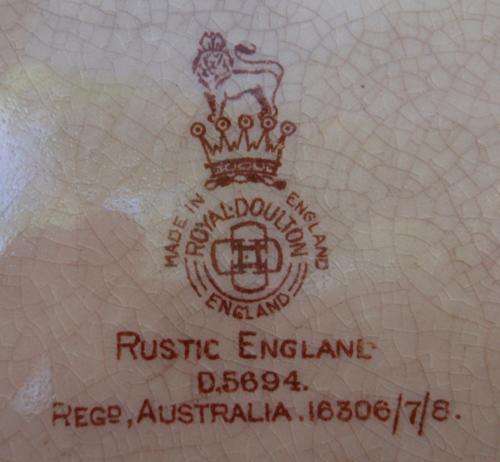 MADE IN ENGLAND
ROYAL·DOULTON
ENGLAND
RUSTIC ENGLAND
D.5694.
REGD, AUSTRALIA.16306/7/8.